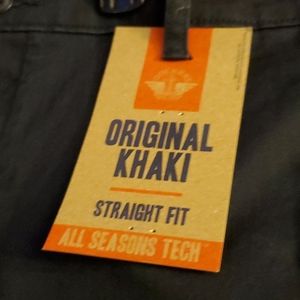 ORIGINAL
KHAKI
STRAIGHT FIT
ALL SEASONS TECH